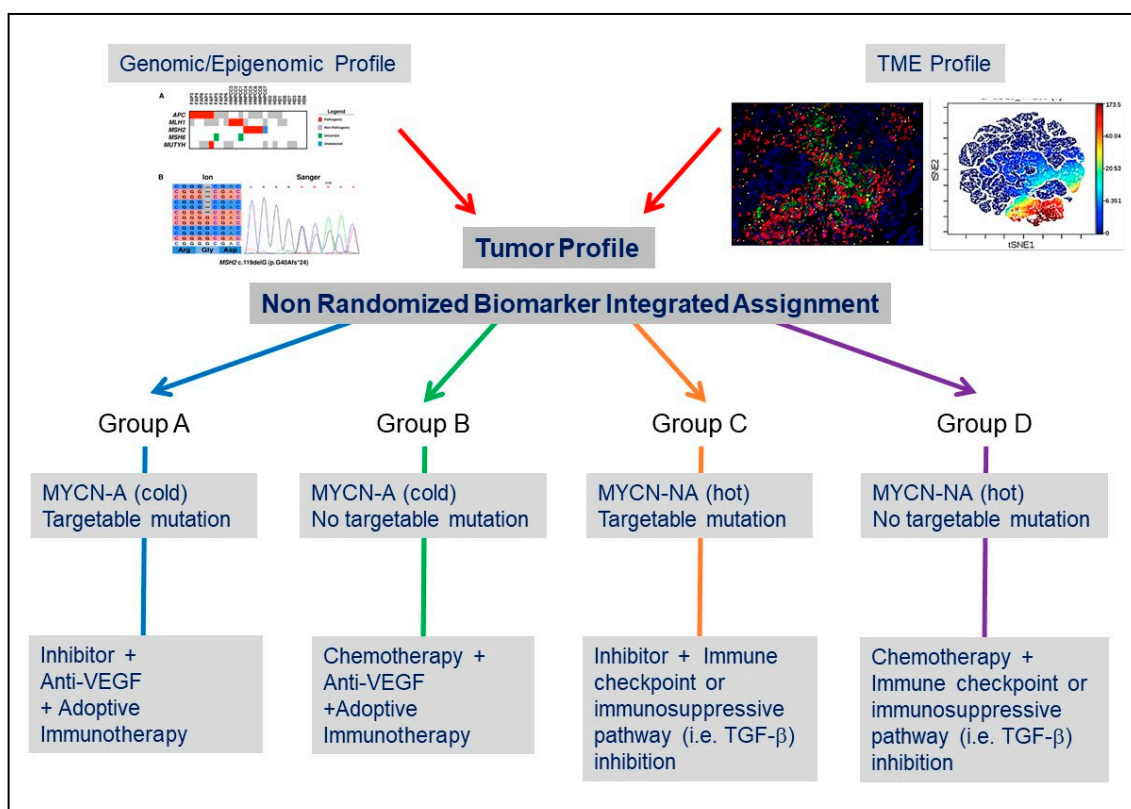 Genomic/Epigenomic Profile
TME Profile
A
Legend
Pathogenic
Non-Pathogenic
Uncertain
Undetected
APC
MLH1
MSH2
MSH6
MUTYH
B
Ion
Sanger
Arg Gly Asp
MSH2 c.119delG (p.G40Afs*24)
tSNE2
tSNE1
173.5
60.04
20.53
6.351
0
Tumor Profile
Non Randomized Biomarker Integrated Assignment
Group A
Group B
Group C
Group D
MYCN-A (cold)
Targetable mutation
MYCN-A (cold)
No targetable mutation
MYCN-NA (hot)
Targetable mutation
MYCN-NA (hot)
No targetable mutation
Inhibitor +
Anti-VEGF
+ Adoptive
Immunotherapy
Chemotherapy +
Anti-VEGF
+Adoptive
Immunotherapy
Inhibitor + Immune
checkpoint or
immunosuppressive
pathway (i.e. TGF-β)
inhibition
Chemotherapy +
Immune checkpoint or
immunosuppressive
pathway (i.e. TGF-β)
inhibition